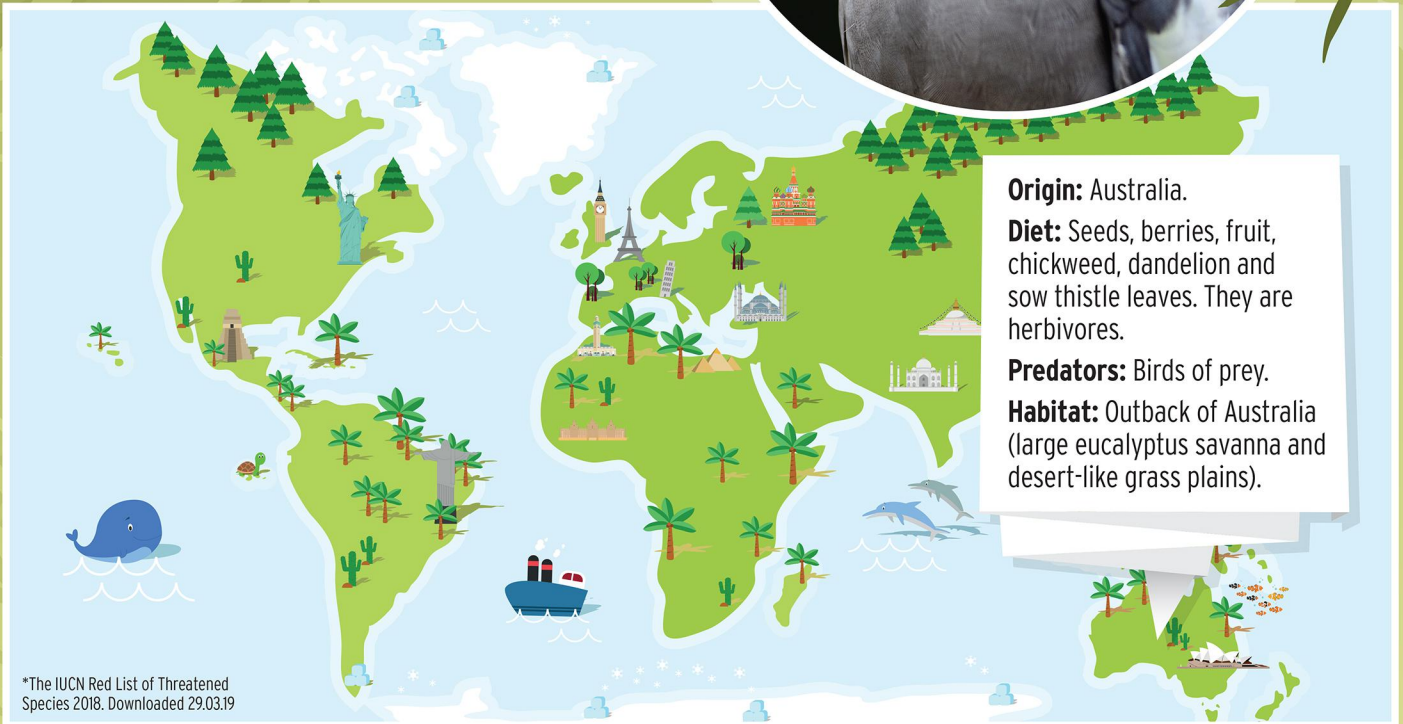 Origin: Australia.
Diet: Seeds, berries, fruit,
chickweed, dandelion and
sow thistle leaves. They are
herbivores.
Predators: Birds of prey.
Habitat: Outback of Australia
(large eucalyptus savanna and
desert-like grass plains).
*The IUCN Red List of Threatened
Species 2018. Downloaded 29.03.19